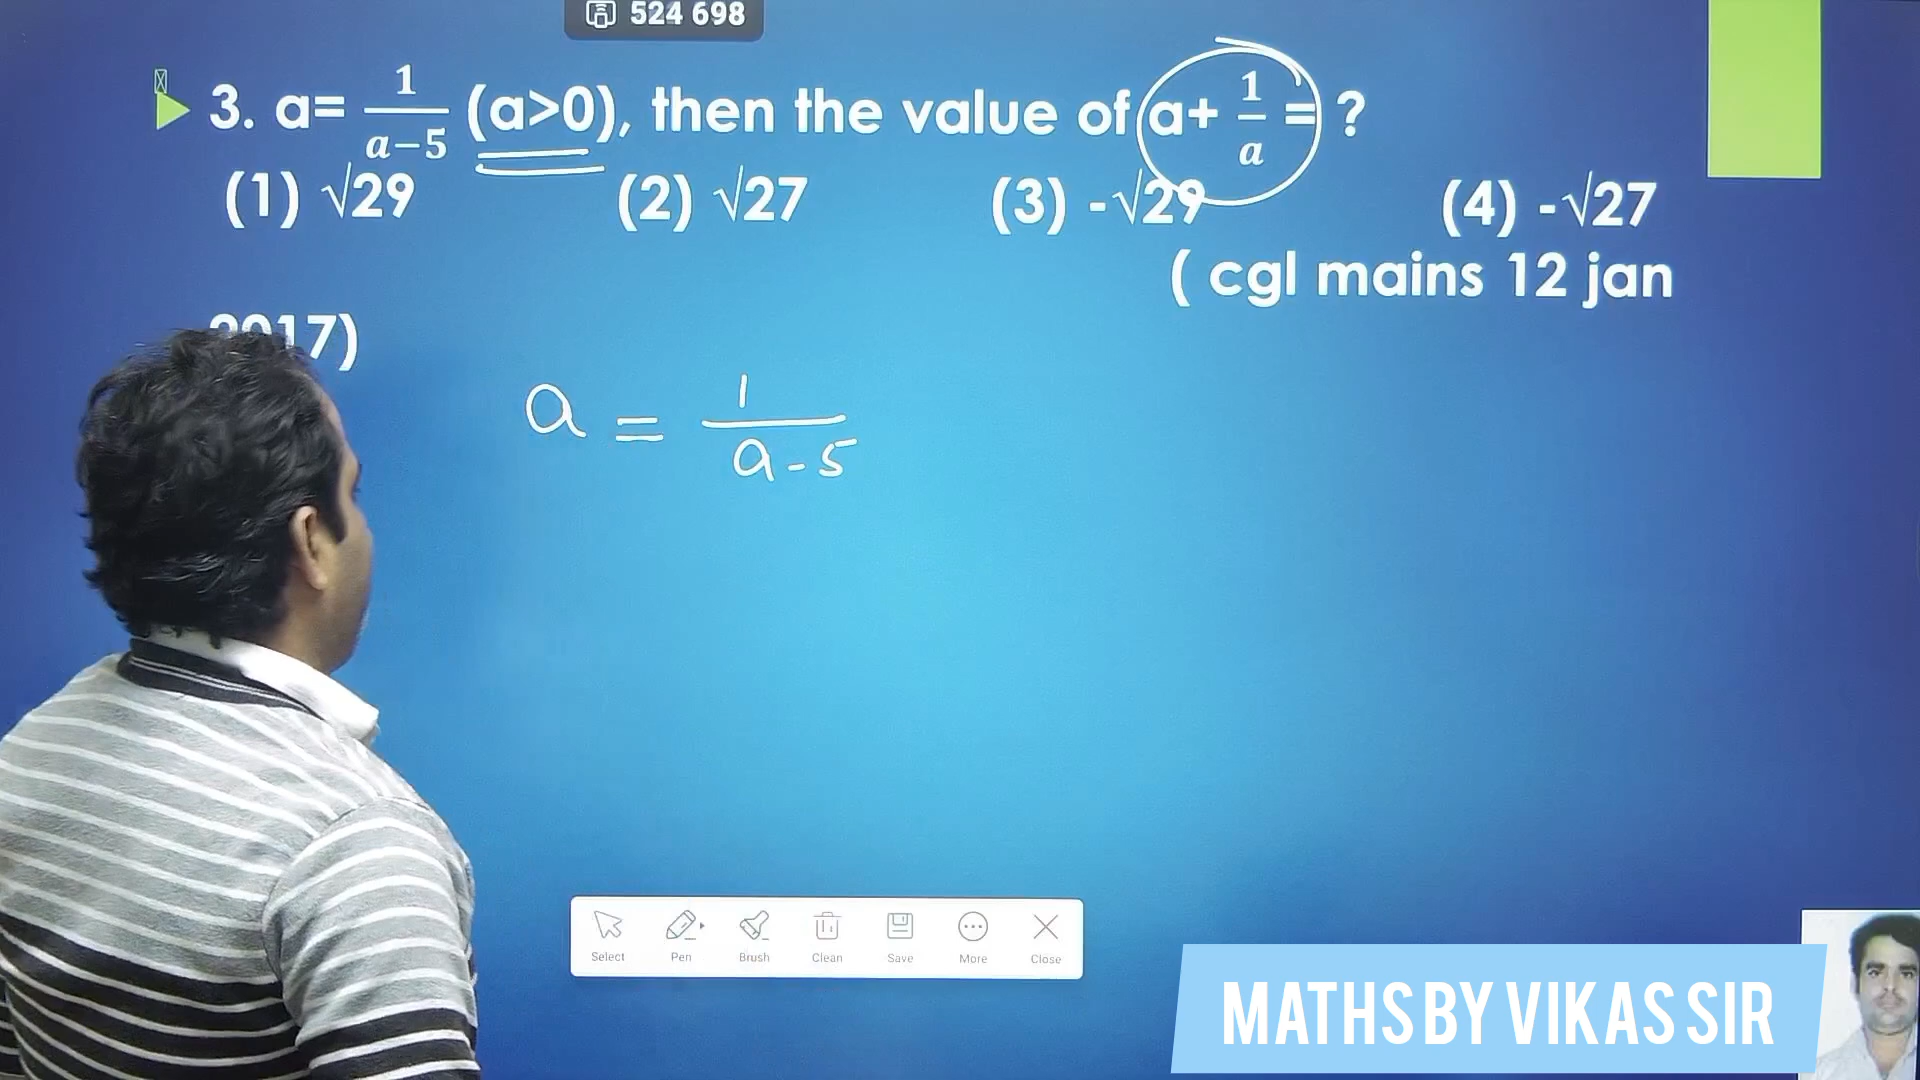 524 698
3. a= 1/(a−5) (a>0), then the value of a+ 1/a = ?
(1) √29 (2) √27 (3) -√29 (4) -√27
( cgl mains 12 jan
2017)
a = 1/(a-5)
Select Pen Brush Clean Save More Close
MATHS BY VIKAS SIR